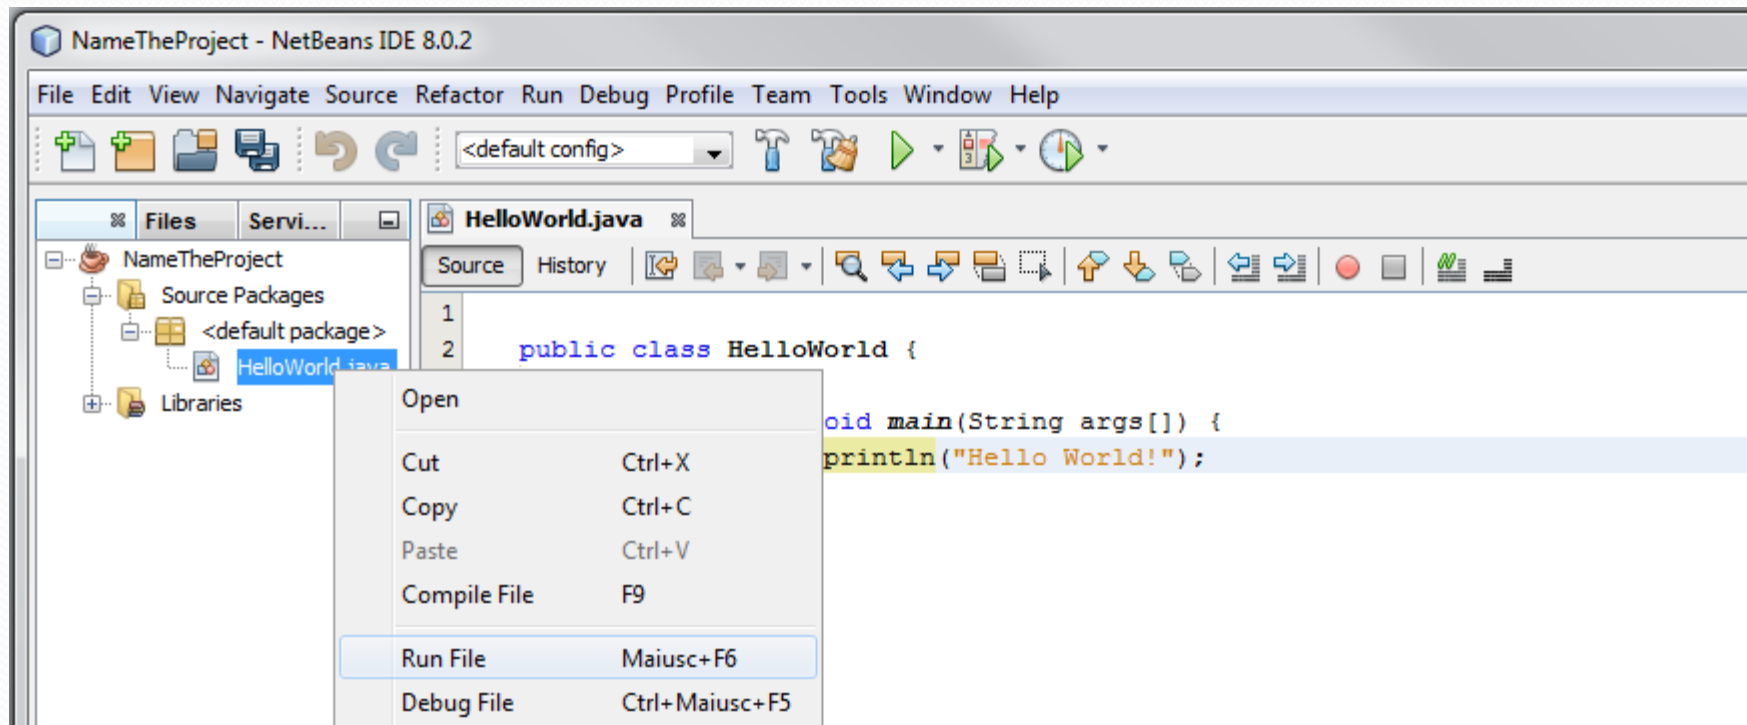 NameTheProject - NetBeans IDE 8.0.2
File Edit View Navigate Source Refactor Run Debug Profile Team Tools Window Help
<default config>
Files Servi...
HelloWorld.java
NameTheProject
Source Packages
<default package>
HelloWorld.java
Libraries
Source History
1
2 public class HelloWorld {
oid main(String args[]) {
println("Hello World!");
Open
Cut Ctrl+X
Copy Ctrl+C
Paste Ctrl+V
Compile File F9
Run File Maiusc+F6
Debug File Ctrl+Maiusc+F5